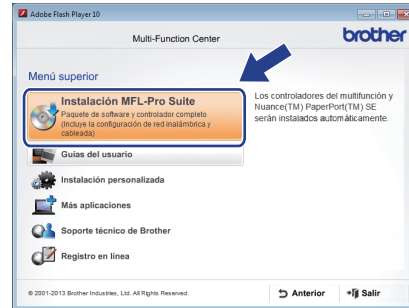 Adobe Flash Player 10
Multi-Function Center
brother
Menú superior
Instalación MFL-Pro Suite
Paquete de software y controlador completo
(Incluye la configuración de red inalámbrica y
cableada)
Los controladores del multifunción y
Nuance(TM) PaperPort(TM) SE
serán instalados automáticamente.
Guías del usuario
Instalación personalizada
Más aplicaciones
Soporte técnico de Brother
Registro en línea
© 2001-2013 Brother Industries, Ltd. All Rights Reserved.
Anterior
Salir